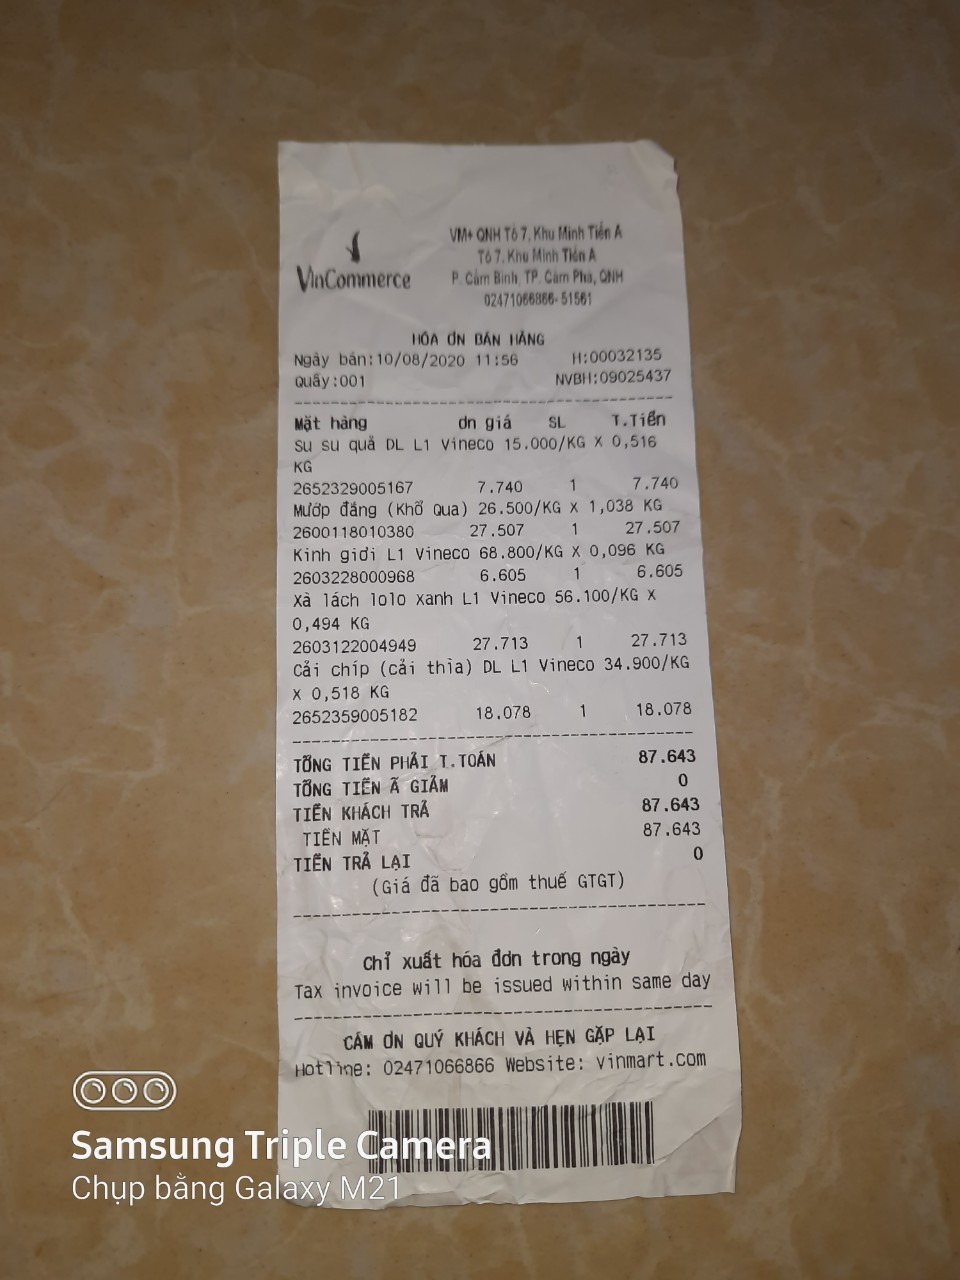 VinCommerce
VM+ QNH Tổ 7, Khu Minh Tiến A
Tổ 7, Khu Minh Tiến A
P. Cẩm Bình, TP. Cẩm Phả, QNH
02471066866-51561
HÓA ƠN BÁN HÀNG
Ngày bán:10/08/2020 11:56 H:00032135
Quầy:001 NVBH:09025437
Mặt hàng ơn giá SL T.Tiền
Su su quả DL L1 Vineco 15.000/KG X 0,516
KG
2652329005167 7.740 1 7.740
Mướp đắng (Khổ Qua) 26.500/KG X 1,038 KG
2600118010380 27.507 1 27.507
Kinh giới L1 Vineco 68.800/KG X 0,096 KG
2603228000968 6.605 1 6.605
Xà lách lolo xanh L1 Vineco 56.100/KG X
0,494 KG
2603122004949 27.713 1 27.713
Cải chíp (cải thìa) DL L1 Vineco 34.900/KG
X 0,518 KG
2652359005182 18.078 1 18.078
TỔNG TIỀN PHẢI T.TOÁN 87.643
TỔNG TIỀN Ã GIẢM 0
TIỀN KHÁCH TRẢ 87.643
TIỀN MẶT 87.643
TIỀN TRẢ LẠI 0
(Giá đã bao gồm thuế GTGT)
Chỉ xuất hóa đơn trong ngày
Tax invoice will be issued within same day
CẢM ƠN QUÝ KHÁCH VÀ HẸN GẶP LẠI
Hotline: 02471066866 Website: vinmart.com
Samsung Triple Camera
Chụp bằng Galaxy M21